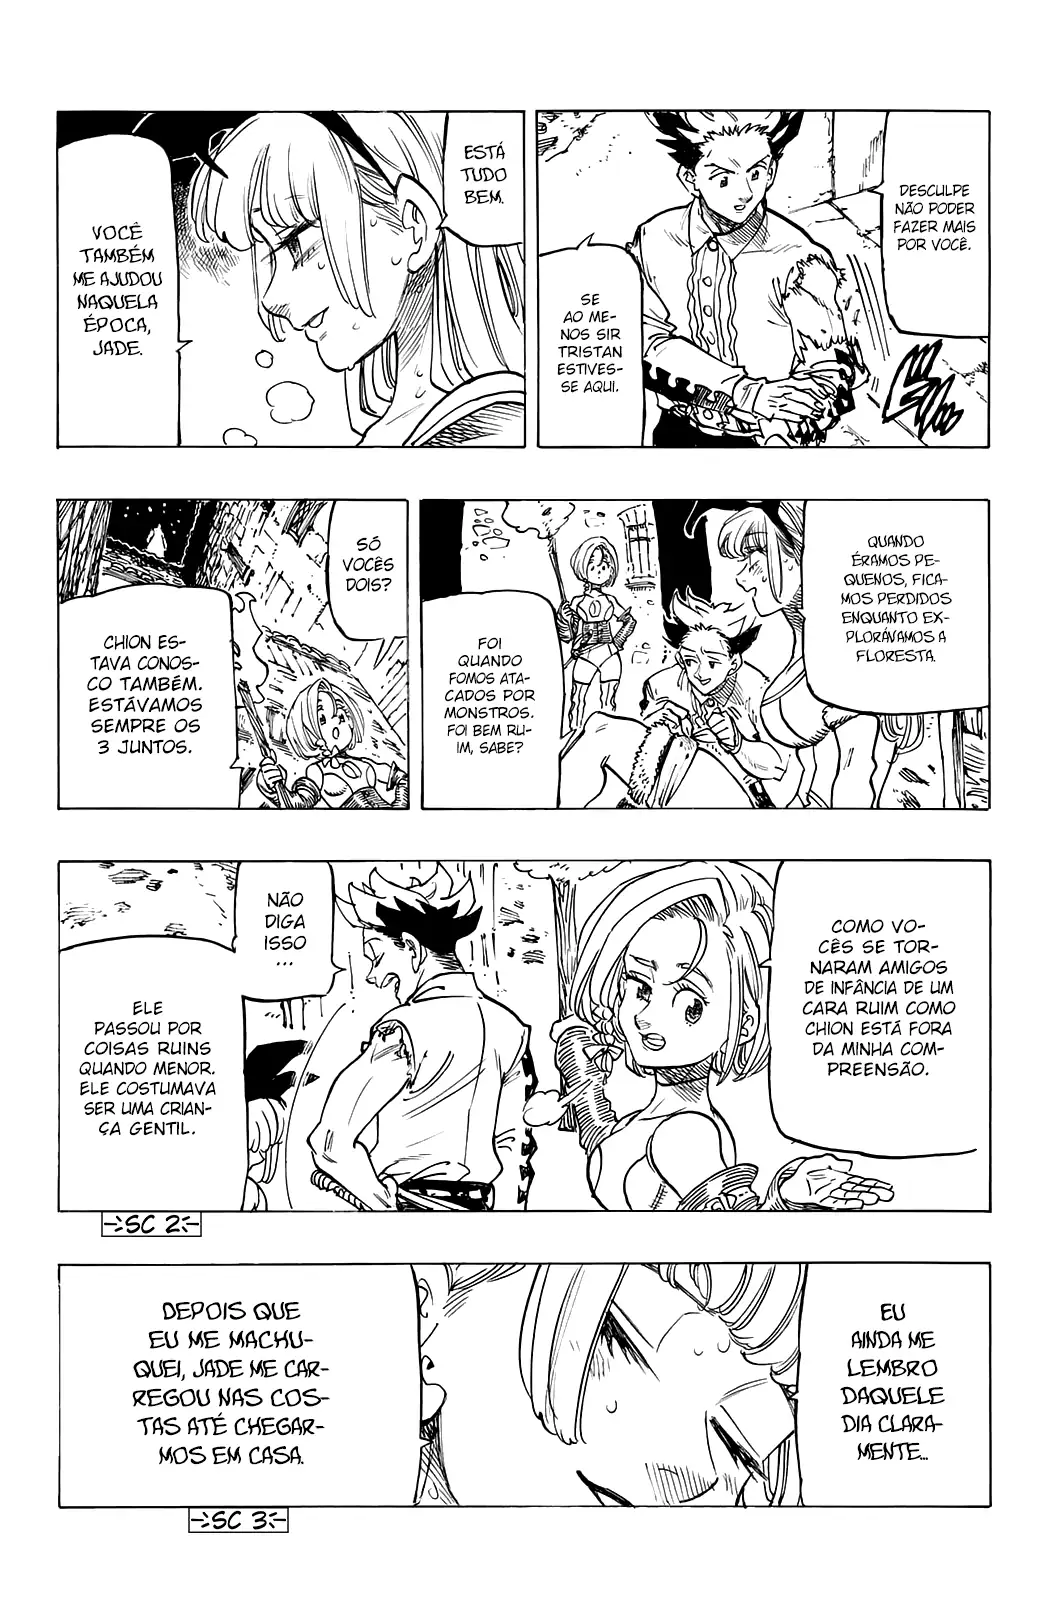 DESCULPE
NÃO PODER
FAZER MAIS
POR VOCÊ.
SE
AO ME-
NOS SIR
TRISTAN
ESTIVES-
SE AQUI.
ESTÁ
TUDO
BEM.
VOCÊ
TAMBÉM
ME AJUDOU
NAQUELA
ÉPOCA,
JADE.
QUANDO
ÉRAMOS PE-
QUENOS, FICA-
MOS PERDIDOS
ENQUANTO EX-
PLORÁVAMOS A
FLORESTA.
FOI
QUANDO
FOMOS ATA-
CADOS POR
MONSTROS.
FOI BEM RU-
IM, SABE?
SÓ
VOCÊS
DOIS?
CHION ES-
TAVA CONOS-
CO TAMBÉM.
ESTÁVAMOS
SEMPRE OS
3 JUNTOS.
COMO VO-
CÊS SE TOR-
NARAM AMIGOS
DE INFÂNCIA DE UM
CARA RUIM COMO
CHION ESTÁ FORA
DA MINHA COM-
PREENSÃO.
NÃO
DIGA
ISSO
...
ELE
PASSOU POR
COISAS RUINS
QUANDO MENOR.
ELE COSTUMAVA
SER UMA CRIAN-
ÇA GENTIL.
SC 2
EU
AINDA ME
LEMBRO
DAQUELE
DIA CLARA-
MENTE...
DEPOIS QUE
EU ME MACHU-
QUEI, JADE ME CAR-
REGOU NAS COS-
TAS ATÉ CHEGAR-
MOS EM CASA.
SC 3